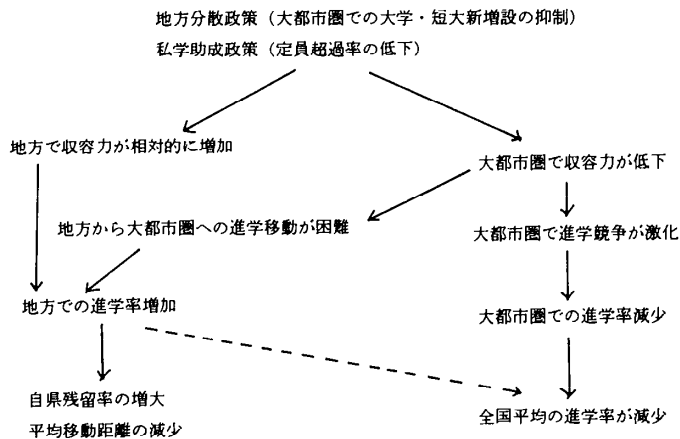 地方分散政策（大都市圏での大学・短大新増設の抑制）
私学助成政策（定員超過率の低下）
地方で収容力が相対的に増加
大都市圏で収容力が低下
地方から大都市圏への進学移動が困難
大都市圏で進学競争が激化
地方での進学率増加
大都市圏での進学率減少
自県残留率の増大
平均移動距離の減少
全国平均の進学率が減少